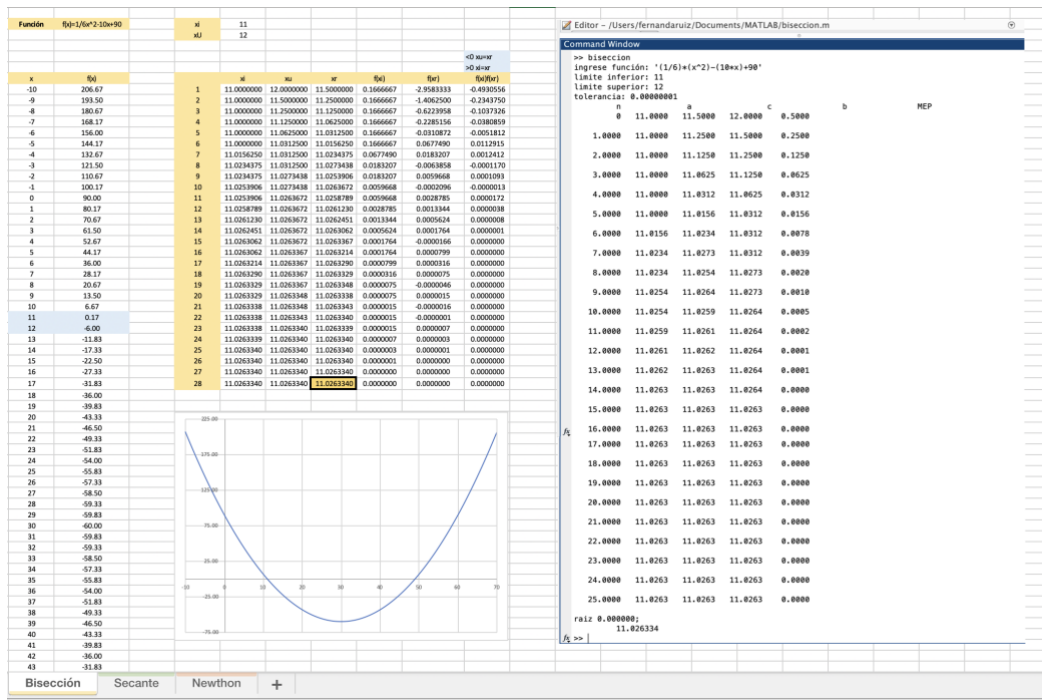 Función f(x)=1/6x^2-10x+90
x f(x)
-10 206.67
-9 193.50
-8 180.67
-7 168.17
-6 156.00
-5 144.17
-4 132.67
-3 121.50
-2 110.67
-1 100.17
0 90.00
1 80.17
2 70.67
3 61.50
4 52.67
5 44.17
6 36.00
7 28.17
8 20.67
9 13.50
10 6.67
11 0.17
12 -6.00
13 -11.83
14 -17.33
15 -22.50
16 -27.33
17 -31.83
18 -36.00
19 -39.83
20 -43.33
21 -46.50
22 -49.33
23 -51.83
24 -54.00
25 -55.83
26 -57.33
27 -58.50
28 -59.33
29 -59.83
30 -60.00
31 -59.83
32 -59.33
33 -58.50
34 -57.33
35 -55.83
36 -54.00
37 -51.83
38 -49.33
39 -46.50
40 -43.33
41 -39.83
42 -36.00
43 -31.83
xi 11
xU 12
<0 xu=xr
>0 xi=xr
xi xu xr f(xi) f(xr) f(xi)f(xr)
1 11.0000000 12.0000000 11.5000000 0.1666667 -2.9583333 -0.4930556
2 11.0000000 11.5000000 11.2500000 0.1666667 -1.4062500 -0.2343750
3 11.0000000 11.2500000 11.1250000 0.1666667 -0.6223958 -0.1037326
4 11.0000000 11.1250000 11.0625000 0.1666667 -0.2285156 -0.0380859
5 11.0000000 11.0625000 11.0312500 0.1666667 -0.0310872 -0.0051812
6 11.0000000 11.0312500 11.0156250 0.1666667 0.0677490 0.0112915
7 11.0156250 11.0312500 11.0234375 0.0677490 0.0183207 0.0012412
8 11.0234375 11.0312500 11.0273438 0.0183207 -0.0063858 -0.0001170
9 11.0234375 11.0273438 11.0253906 0.0183207 0.0059668 0.0001093
10 11.0253906 11.0273438 11.0263672 0.0059668 -0.0002096 -0.0000013
11 11.0253906 11.0263672 11.0258789 0.0059668 0.0028785 0.0000172
12 11.0258789 11.0263672 11.0261230 0.0028785 0.0013344 0.0000038
13 11.0261230 11.0263672 11.0262451 0.0013344 0.0005624 0.0000008
14 11.0262451 11.0263672 11.0263062 0.0005624 0.0001764 0.0000001
15 11.0263062 11.0263672 11.0263367 0.0001764 -0.0000166 0.0000000
16 11.0263062 11.0263367 11.0263214 0.0001764 0.0000799 0.0000000
17 11.0263214 11.0263367 11.0263290 0.0000799 0.0000316 0.0000000
18 11.0263290 11.0263367 11.0263329 0.0000316 0.0000075 0.0000000
19 11.0263329 11.0263367 11.0263348 0.0000075 -0.0000046 0.0000000
20 11.0263329 11.0263348 11.0263338 0.0000075 0.0000015 0.0000000
21 11.0263338 11.0263348 11.0263343 0.0000015 -0.0000016 0.0000000
22 11.0263338 11.0263343 11.0263340 0.0000015 -0.0000001 0.0000000
23 11.0263338 11.0263340 11.0263339 0.0000015 0.0000007 0.0000000
24 11.0263339 11.0263340 11.0263340 0.0000007 0.0000003 0.0000000
25 11.0263340 11.0263340 11.0263340 0.0000003 0.0000001 0.0000000
26 11.0263340 11.0263340 11.0263340 0.0000001 0.0000000 0.0000000
27 11.0263340 11.0263340 11.0263340 0.0000000 0.0000000 0.0000000
28 11.0263340 11.0263340 11.0263340 0.0000000 0.0000000 0.0000000
225.00
175.00
125.00
75.00
25.00
-10 0 10 20 30 40 50 60 70
-25.00
-75.00
Editor - /Users/fernandaruiz/Documents/MATLAB/biseccion.m
Command Window
>> biseccion
ingrese función: '(1/6)*(x^2)-(10*x)+90'
limite inferior: 11
limite superior: 12
tolerancia: 0.00000001
n a c b MEP
0 11.0000 11.5000 12.0000 0.5000
1.0000 11.0000 11.2500 11.5000 0.2500
2.0000 11.0000 11.1250 11.2500 0.1250
3.0000 11.0000 11.0625 11.1250 0.0625
4.0000 11.0000 11.0312 11.0625 0.0312
5.0000 11.0000 11.0156 11.0312 0.0156
6.0000 11.0156 11.0234 11.0312 0.0078
7.0000 11.0234 11.0273 11.0312 0.0039
8.0000 11.0234 11.0254 11.0273 0.0020
9.0000 11.0254 11.0264 11.0273 0.0010
10.0000 11.0254 11.0259 11.0264 0.0005
11.0000 11.0259 11.0261 11.0264 0.0002
12.0000 11.0261 11.0262 11.0264 0.0001
13.0000 11.0262 11.0263 11.0264 0.0001
14.0000 11.0263 11.0263 11.0264 0.0000
15.0000 11.0263 11.0263 11.0263 0.0000
16.0000 11.0263 11.0263 11.0263 0.0000
17.0000 11.0263 11.0263 11.0263 0.0000
18.0000 11.0263 11.0263 11.0263 0.0000
19.0000 11.0263 11.0263 11.0263 0.0000
20.0000 11.0263 11.0263 11.0263 0.0000
21.0000 11.0263 11.0263 11.0263 0.0000
22.0000 11.0263 11.0263 11.0263 0.0000
23.0000 11.0263 11.0263 11.0263 0.0000
24.0000 11.0263 11.0263 11.0263 0.0000
25.0000 11.0263 11.0263 11.0263 0.0000
raiz 0.000000;
11.026334
fx >>
Bisección Secante Newthon +